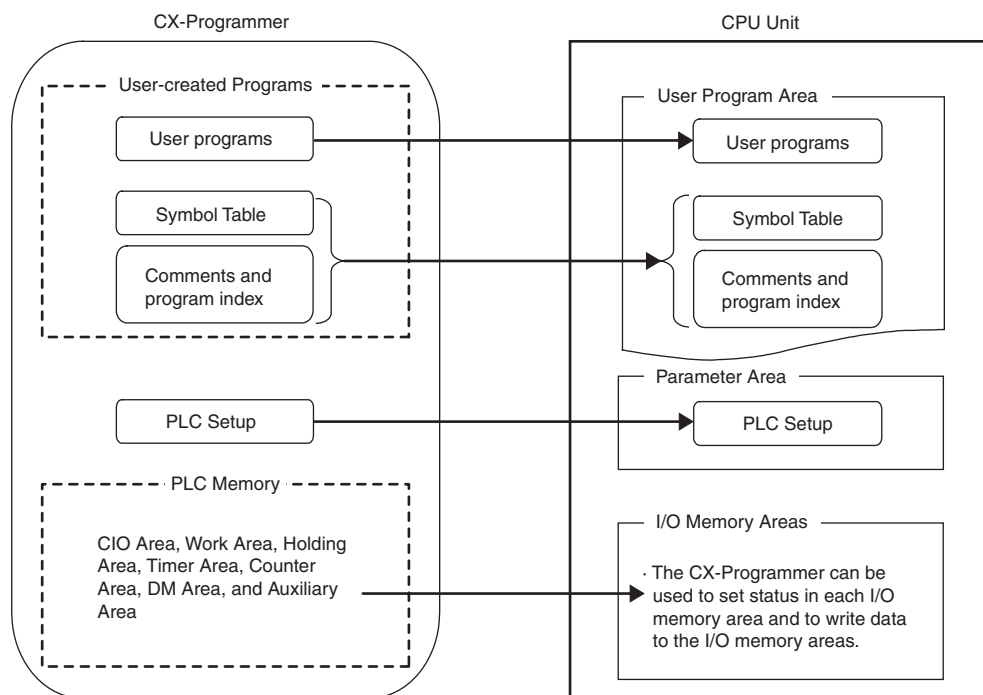 CX-Programmer
User-created Programs
User programs
Symbol Table
Comments and
program index
PLC Setup
PLC Memory
CIO Area, Work Area, Holding
Area, Timer Area, Counter
Area, DM Area, and Auxiliary
Area
CPU Unit
User Program Area
User programs
Symbol Table
Comments and
program index
Parameter Area
PLC Setup
I/O Memory Areas
· The CX-Programmer can be
used to set status in each I/O
memory area and to write data
to the I/O memory areas.